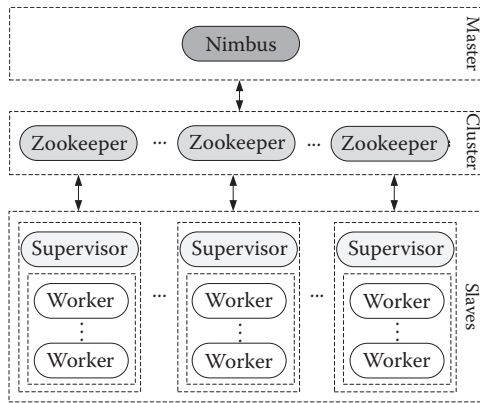 Nimbus
Master
Zookeeper ... Zookeeper ... Zookeeper
Cluster
Supervisor Supervisor Supervisor
Worker ... Worker ... Worker
Worker Worker Worker
Slaves